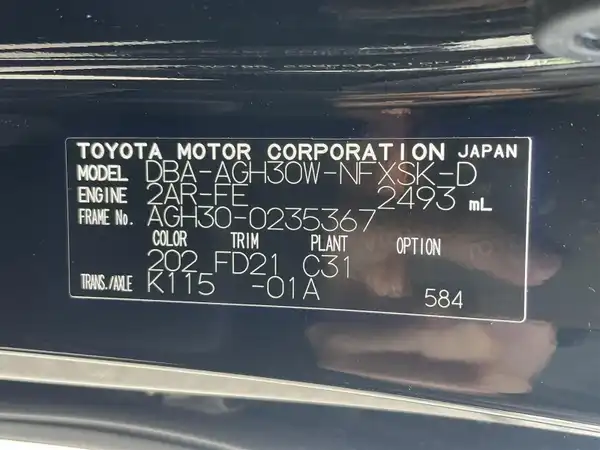 TOYOTA MOTOR CORPORATION JAPAN
MODEL DBA-AGH30W-NFXSK-D
ENGINE 2AR-FE 2493 mL
FRAME No. AGH30-0235367
COLOR TRIM PLANT OPTION
202 FD21 C31
TRANS./AXLE K115 -01A 584